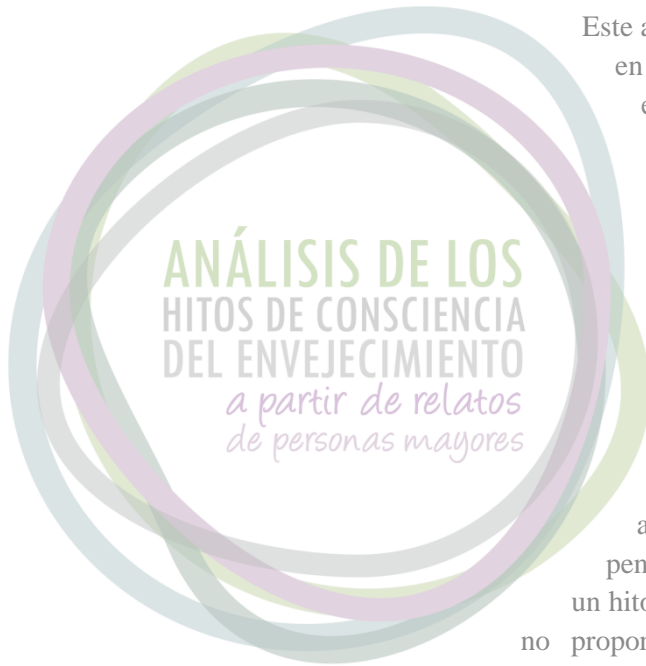 Este
en
ANÁLISIS DE LOS
HITOS DE CONSCIENCIA
DEL ENVEJECIMIENTO
a partir de relatos
de personas mayores
un hito
no